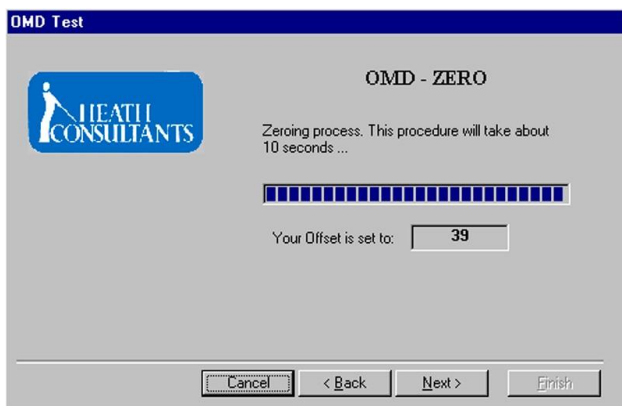 OMD Test
HEATH
CONSULTANTS
OMD - ZERO
Zeroing process. This procedure will take about
10 seconds ...
Your Offset is set to: 39
Cancel < Back Next > Finish